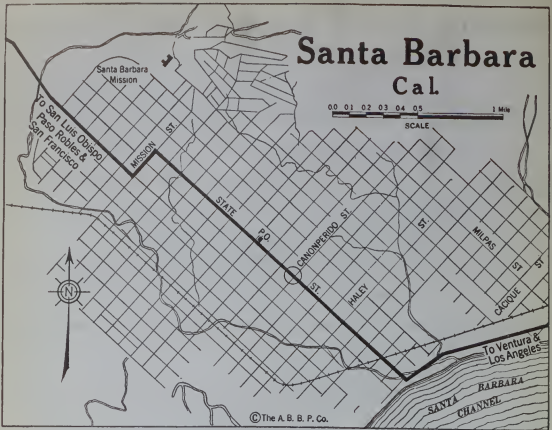 Santa Barbara
Cal.
0.0 0.1 0.2 0.3 0.4 0.5 1 Mile
SCALE
Santa Barbara
Mission
To San Luis Obispo
Paso Robles &
San Francisco
MISSION ST.
STATE
P.O.
ST.
CANONPERIDO ST.
HALEY
ST
MILPAS
ST
CACIQUE ST
N
To Ventura &
Los Angeles
SANTA BARBARA
CHANNEL
©The A. B. B. P. Co.